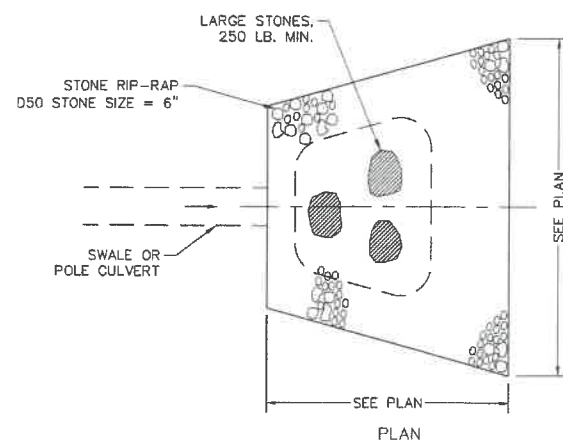 LARGE STONES,
250 LB. MIN.
STONE RIP-RAP
D50 STONE SIZE = 6"
SWALE OR
POLE CULVERT
SEE PLAN
SEE PLAN
PLAN